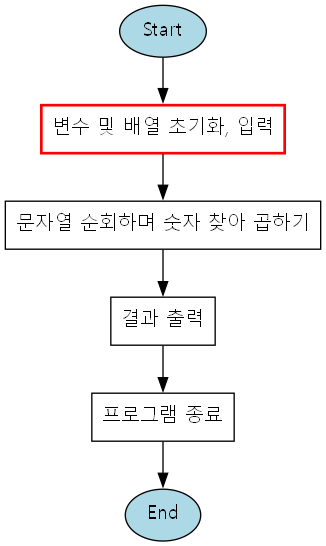 Start
변수 및 배열 초기화, 입력
문자열 순회하며 숫자 찾아 곱하기
결과 출력
프로그램 종료
End